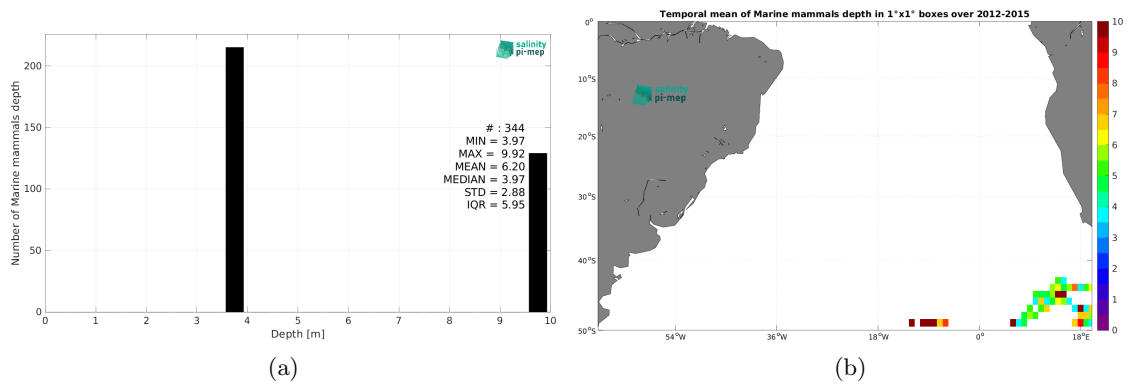 salinity
pi-mep
Number of Marine mammals depth
200
150
100
50
0
# : 344
MIN = 3.97
MAX = 9.92
MEAN = 6.20
MEDIAN = 3.97
STD = 2.88
IQR = 5.95
0 1 2 3 4 5 6 7 8 9 10
Depth [m]
(a)
Temporal mean of Marine mammals depth in 1°x1° boxes over 2012-2015
salinity
pi-mep
0°
10°S
20°S
30°S
40°S
50°S
54°W 36°W 18°W 0° 18°E
10
9
8
7
6
5
4
3
2
1
0
(b)